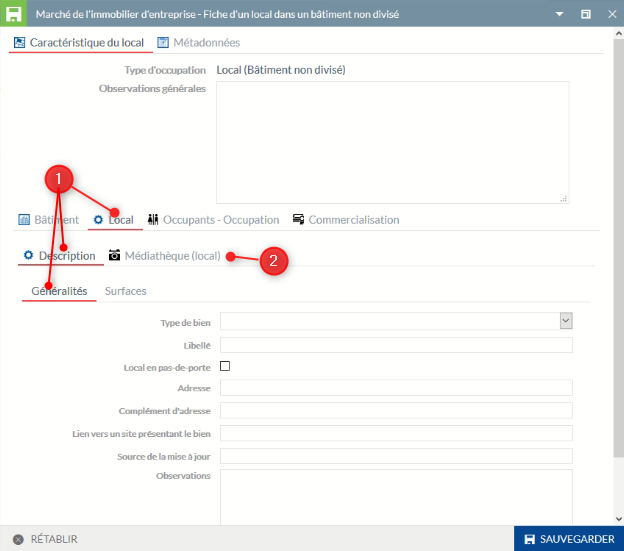 Marché de l'immobilier d'entreprise - Fiche d'un local dans un bâtiment non divisé
Caractéristique du local Métadonnées
Type d'occupation Local (Bâtiment non divisé)
Observations générales
1
Bâtiment Local Occupants - Occupation Commercialisation
Description Médiathèque (local) 2
Généralités Surfaces
Type de bien
Libellé
Local en pas-de-porte
Adresse
Complément d'adresse
Lien vers un site présentant le bien
Source de la mise à jour
Observations
RÉTABLIR SAUVEGARDER